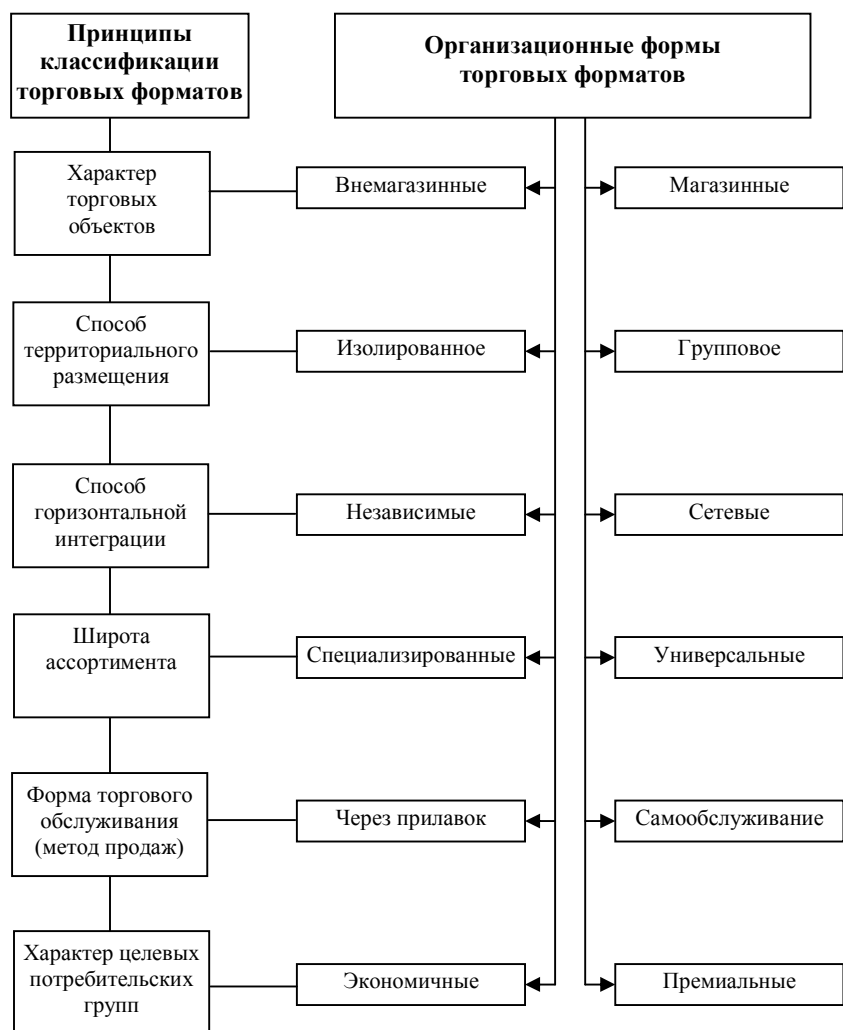 Принципы
классификации
торговых форматов
Организационные формы
торговых форматов
Характер
торговых
объектов
Внемагазинные
Магазинные
Способ
территориального
размещения
Изолированное
Групповое
Способ
горизонтальной
интеграции
Независимые
Сетевые
Широта
ассортимента
Специализированные
Универсальные
Форма торгового
обслуживания
(метод продаж)
Через прилавок
Самообслуживание
Характер целевых
потребительских
групп
Экономичные
Премиальные